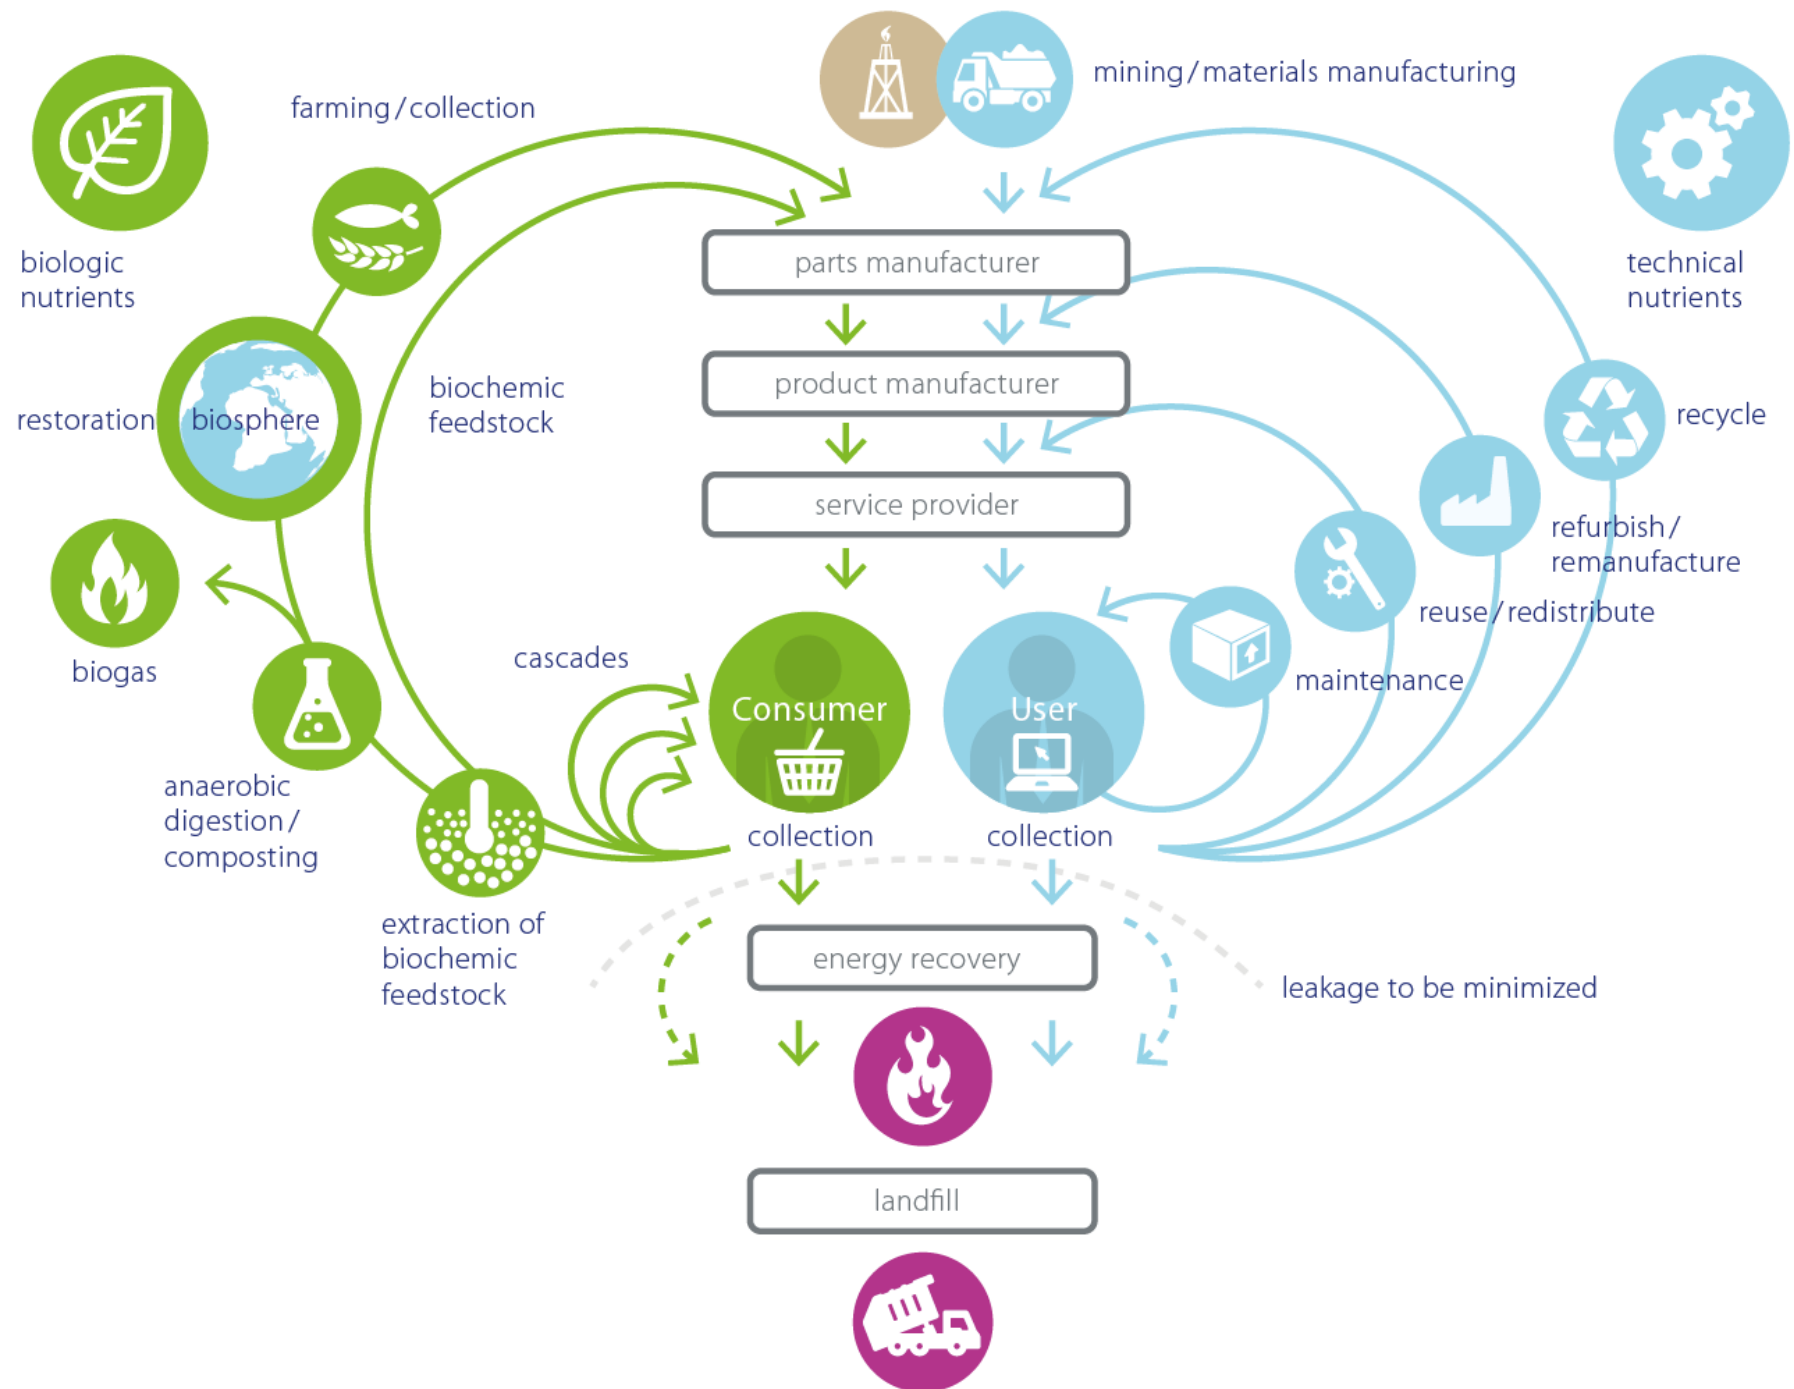 mining/materials manufacturing
farming/collection
biologic
nutrients
technical
nutrients
parts manufacturer
biochemic
feedstock
product manufacturer
restoration
biosphere
recycle
service provider
refurbish/
remanufacture
reuse/redistribute
biogas
cascades
maintenance
Consumer
User
anaerobic
digestion/
composting
collection
collection
extraction of
biochemic
feedstock
energy recovery
leakage to be minimized
landfill